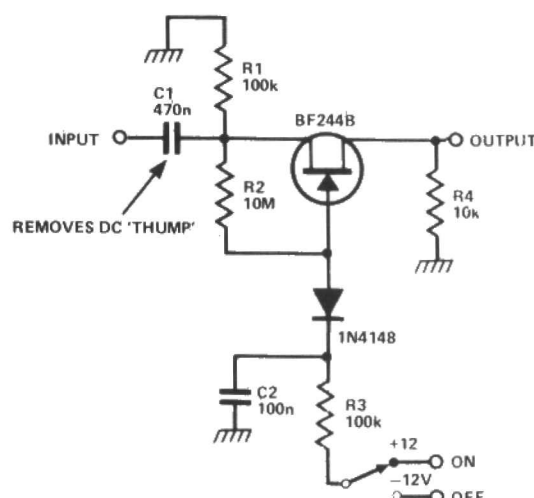 R1
100k
C1
470n
BF244B
INPUT
OUTPUT
R2
10M
R4
10k
REMOVES DC 'THUMP'
1N4148
C2
100n
R3
100k
+12
ON
−12V
OFF